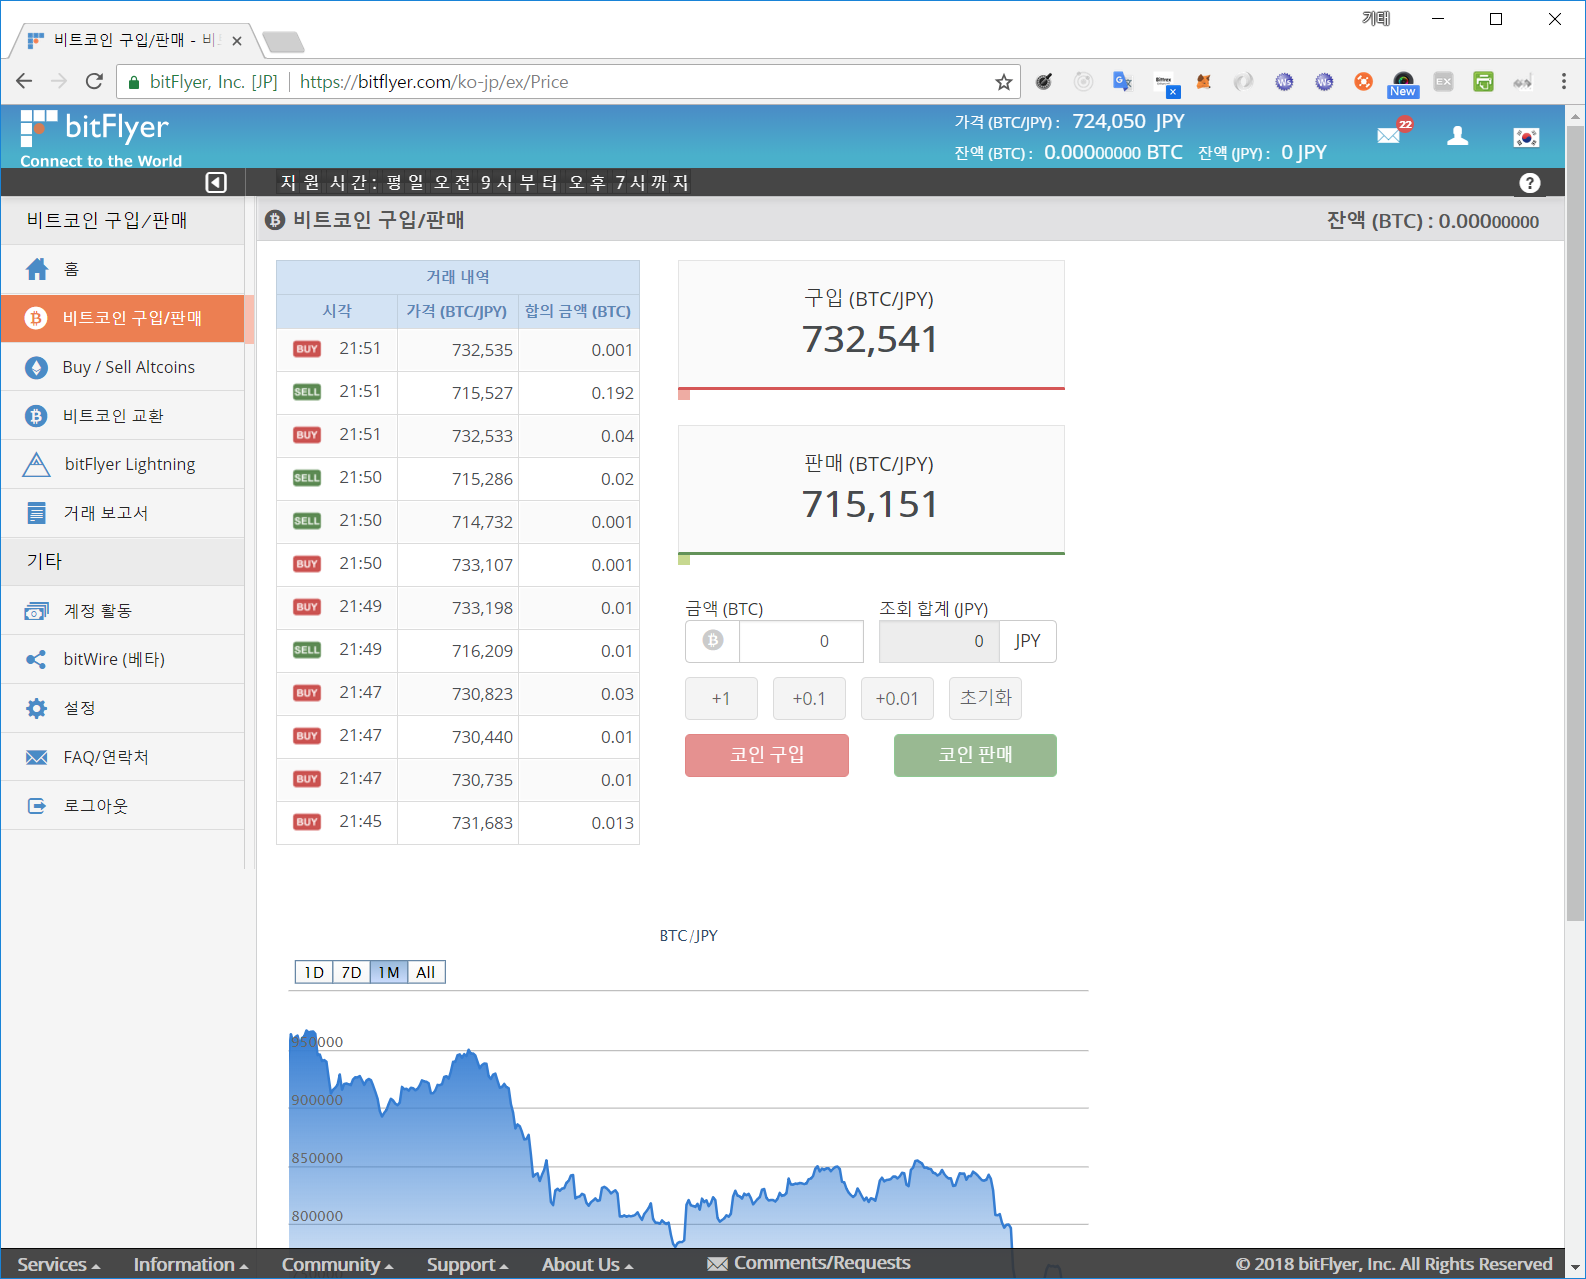 기태
비트코인 구입/판매 - 비
bitFlyer, Inc. [JP]
https://bitflyer.com/ko-jp/ex/Price
New
bitFlyer
Connect to the World
가격 (BTC/JPY) : 724,050 JPY
잔액 (BTC) : 0.00000000 BTC 잔액 (JPY) : 0 JPY
22
지원 시간: 평일 오전 9시부터 오후 7시까지
?
비트코인 구입/판매
홈
비트코인 구입/판매
Buy / Sell Altcoins
비트코인 교환
bitFlyer Lightning
거래 보고서
기타
계정 활동
bitWire (베타)
설정
FAQ/연락처
로그아웃
비트코인 구입/판매
잔액 (BTC) : 0.00000000
거래 내역
시각 가격 (BTC/JPY) 합의 금액 (BTC)
BUY 21:51 732,535 0.001
SELL 21:51 715,527 0.192
BUY 21:51 732,533 0.04
SELL 21:50 715,286 0.02
SELL 21:50 714,732 0.001
BUY 21:50 733,107 0.001
BUY 21:49 733,198 0.01
SELL 21:49 716,209 0.01
BUY 21:47 730,823 0.03
BUY 21:47 730,440 0.01
BUY 21:47 730,735 0.01
BUY 21:45 731,683 0.013
구입 (BTC/JPY)
732,541
판매 (BTC/JPY)
715,151
금액 (BTC) 조회 합계 (JPY)
0 0 JPY
+1 +0.1 +0.01 초기화
코인 구입 코인 판매
BTC/JPY
1D 7D 1M All
950000
900000
850000
800000
Services Information Community Support About Us Comments/Requests © 2018 bitFlyer, Inc. All Rights Reserved